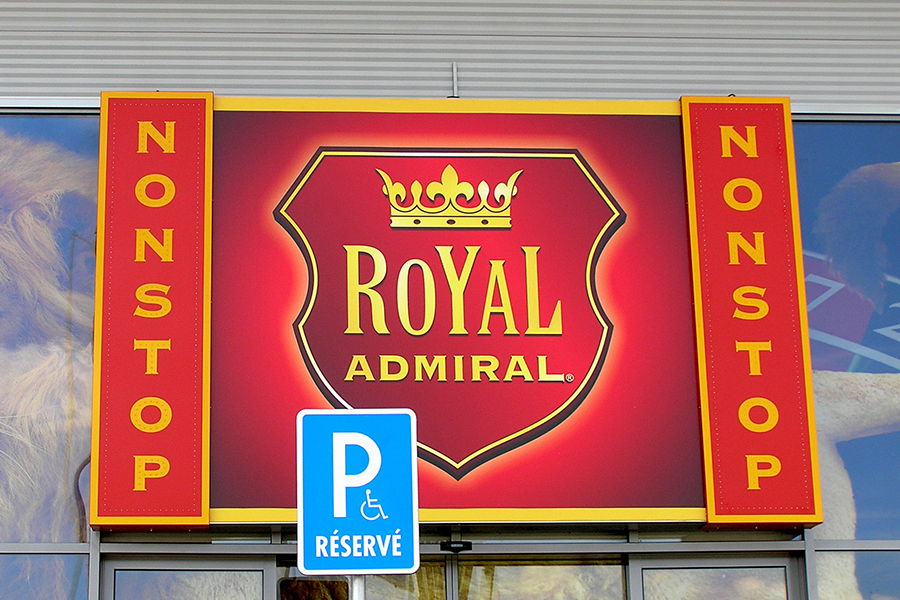 NONSTOP
ROYAL
ADMIRAL®
NONSTOP
P
RÉSERVÉ